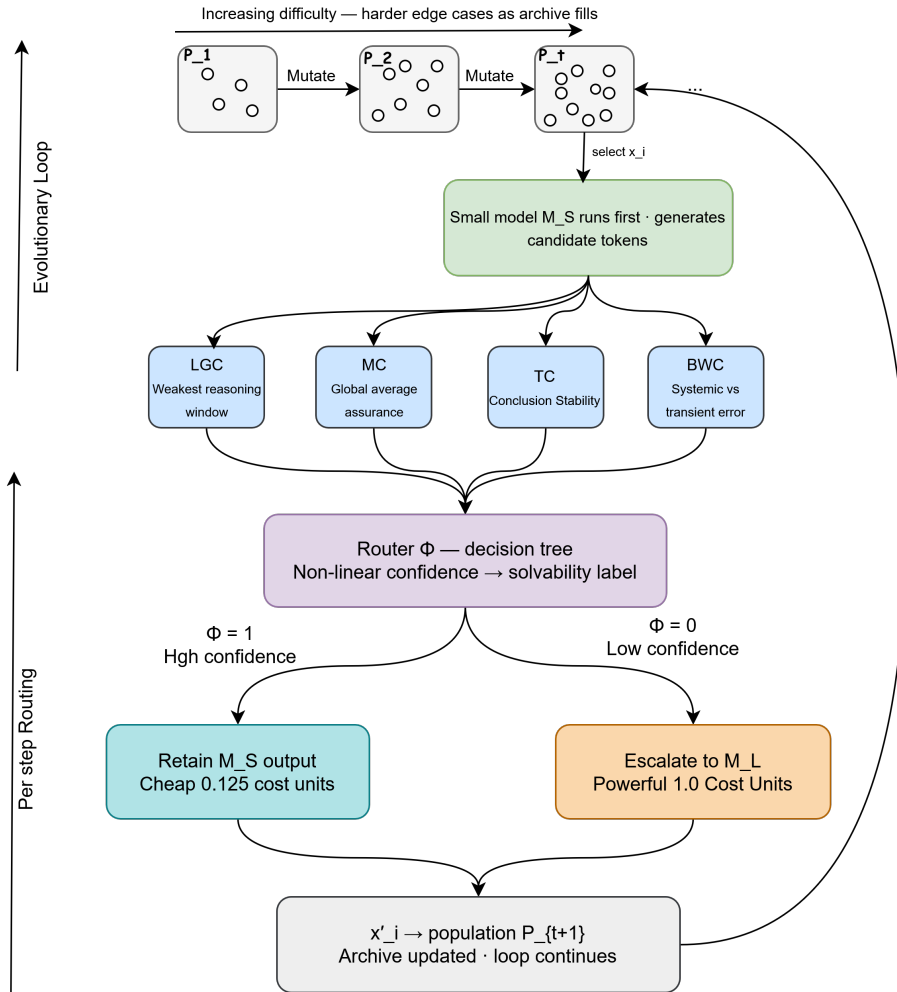 Increasing difficulty — harder edge cases as archive fills
P_1
Mutate
P_2
Mutate
P_t
...
select x_i
Evolutionary Loop
Small model M_S runs first · generates
candidate tokens
LGC
Weakest reasoning
window
MC
Global average
assurance
TC
Conclusion Stability
BWC
Systemic vs
transient error
Router Φ — decision tree
Non-linear confidence → solvability label
Φ = 1
Hgh confidence
Φ = 0
Low confidence
Per step Routing
Retain M_S output
Cheap 0.125 cost units
Escalate to M_L
Powerful 1.0 Cost Units
x′_i → population P_{t+1}
Archive updated · loop continues